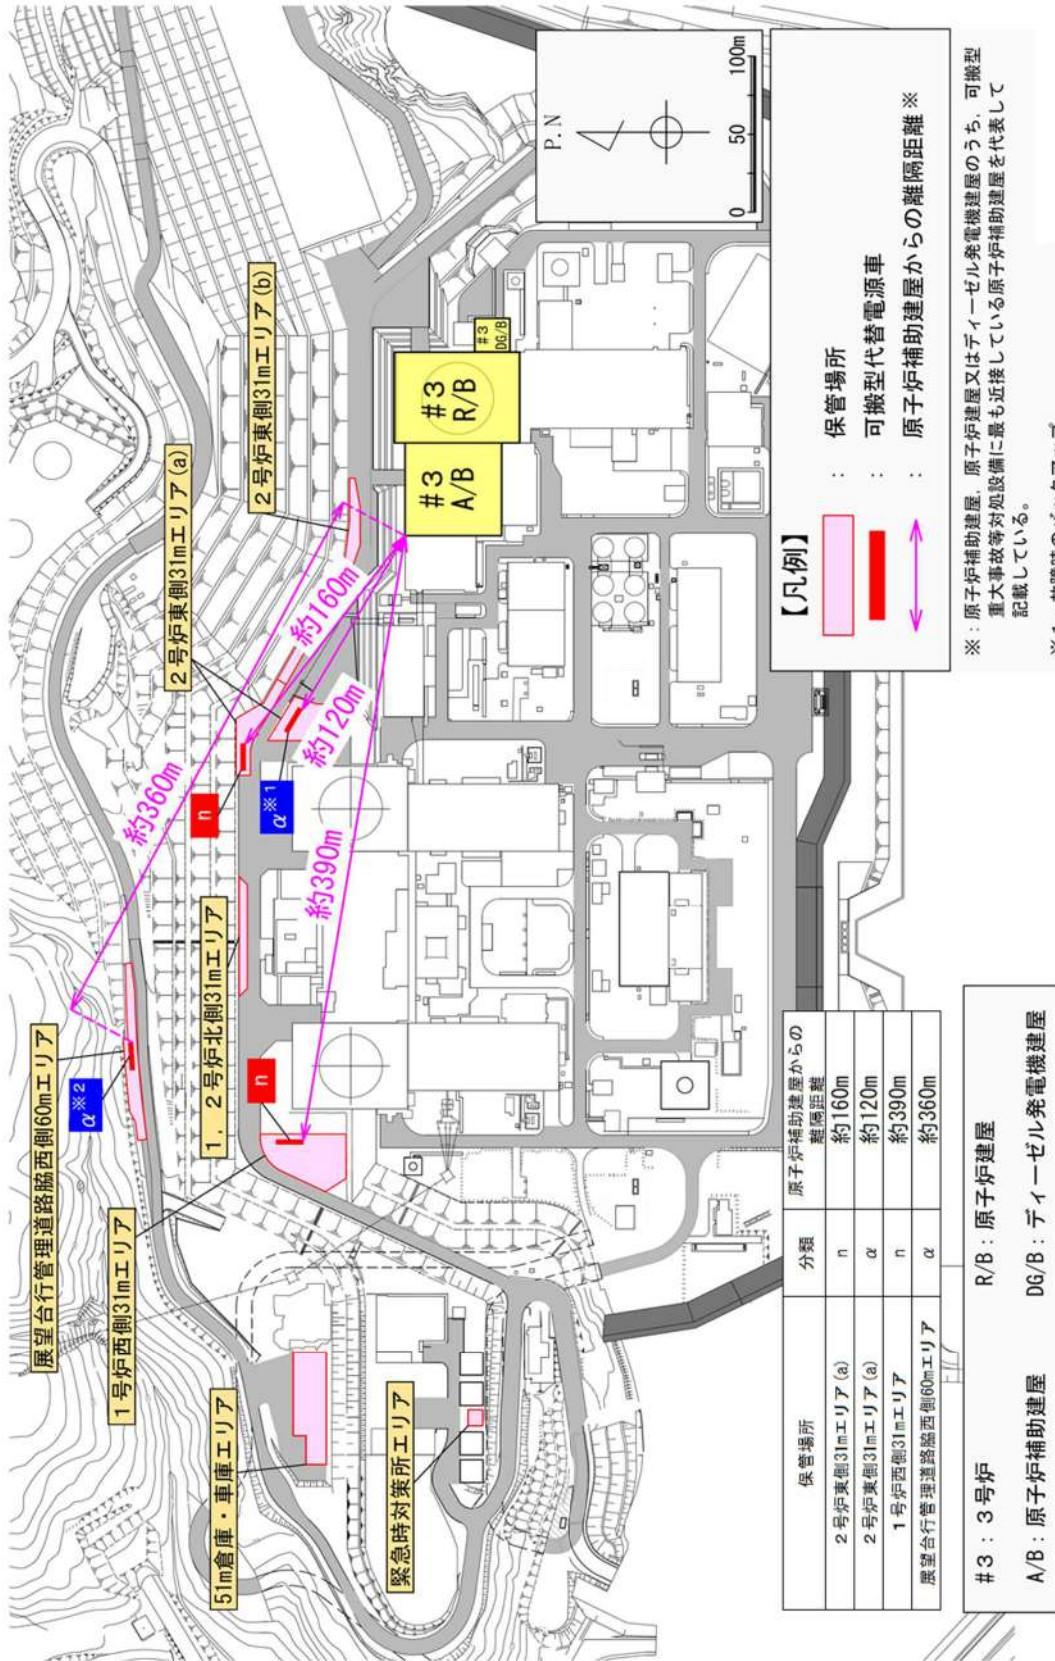 展望台行管理道路脇西側60mエリア
α※2
1号炉西側31mエリア
51m倉庫・車庫エリア
緊急時対策所エリア
1，2号炉北側31mエリア
n
n
α※1
2号炉東側31mエリア(a)
2号炉東側31mエリア(b)
約360m
約160m
約120m
約390m
#3
A/B
#3
R/B
#3
DG/B
P.N
0 50 100m
【凡例】
： 保管場所
： 可搬型代替電源車
： 原子炉補助建屋からの離隔距離※
※：原子炉補助建屋，原子炉建屋又はディーゼル発電機建屋のうち，可搬型
重大事故等対処設備に最も近接している原子炉補助建屋を代表して
記載している。
保管場所 分類 原子炉補助建屋からの
離隔距離
2号炉東側31mエリア(a) n 約160m
2号炉東側31mエリア(a) α 約120m
1号炉西側31mエリア n 約390m
展望台行管理道路脇西側60mエリア α 約360m
#3：3号炉 R/B：原子炉建屋
A/B：原子炉補助建屋 DG/B：ディーゼル発電機建屋